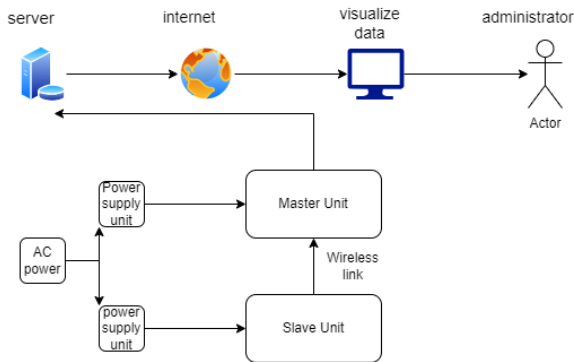 server
internet
visualize
data
administrator
Actor
Power
supply
unit
Master Unit
AC
power
Wireless
link
power
supply
unit
Slave Unit